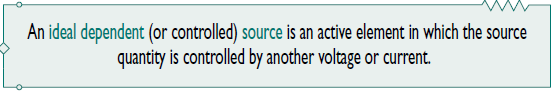 An ideal dependent (or controlled) source is an active element in which the source
quantity is controlled by another voltage or current.